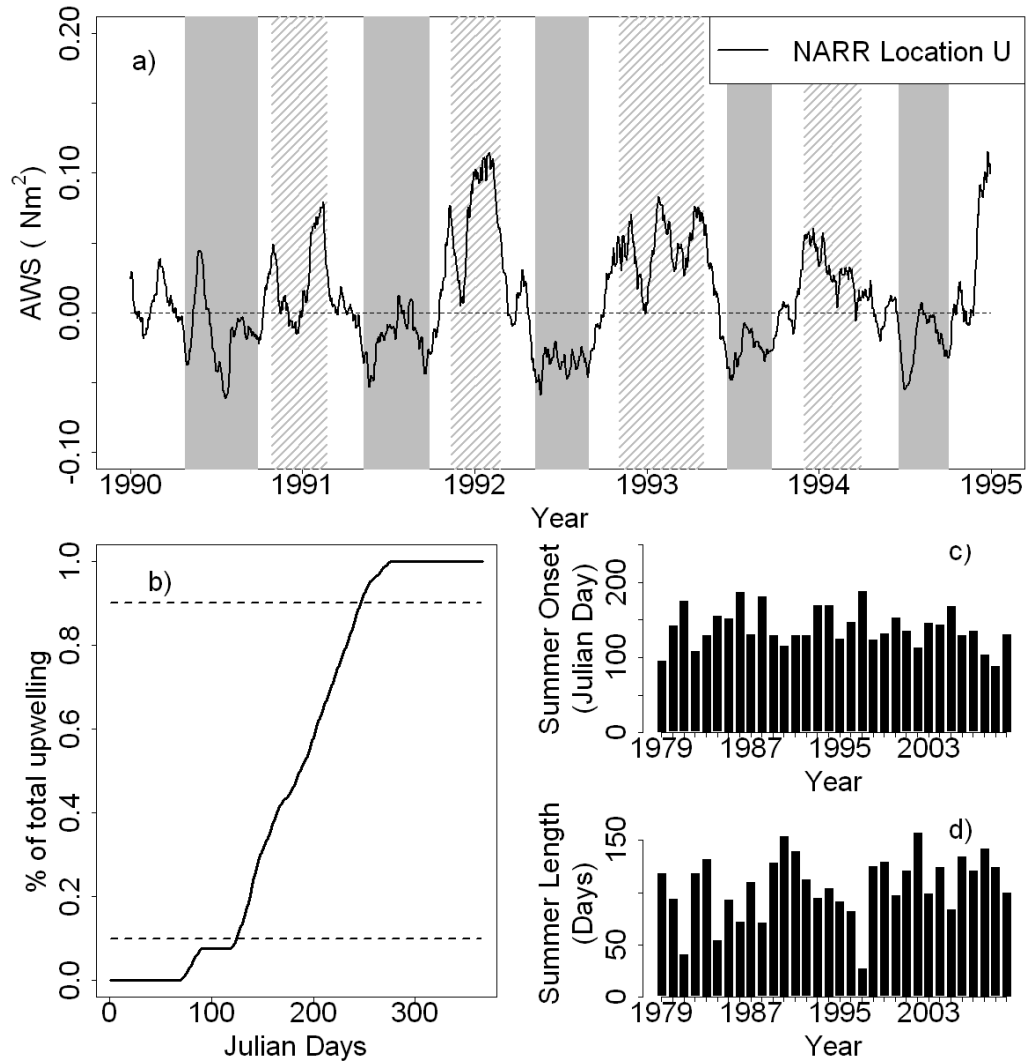 a)
NARR Location U
AWS ( Nm²)
0.20
0.10
0.00
-0.10
1990 1991 1992 1993 1994 1995
Year
b)
% of total upwelling
1.0
0.8
0.6
0.4
0.2
0.0
0 100 200 300
Julian Days
c)
Summer Onset
(Julian Day)
200
100
0
1979 1987 1995 2003
Year
d)
Summer Length
(Days)
150
50
0
1979 1987 1995 2003
Year